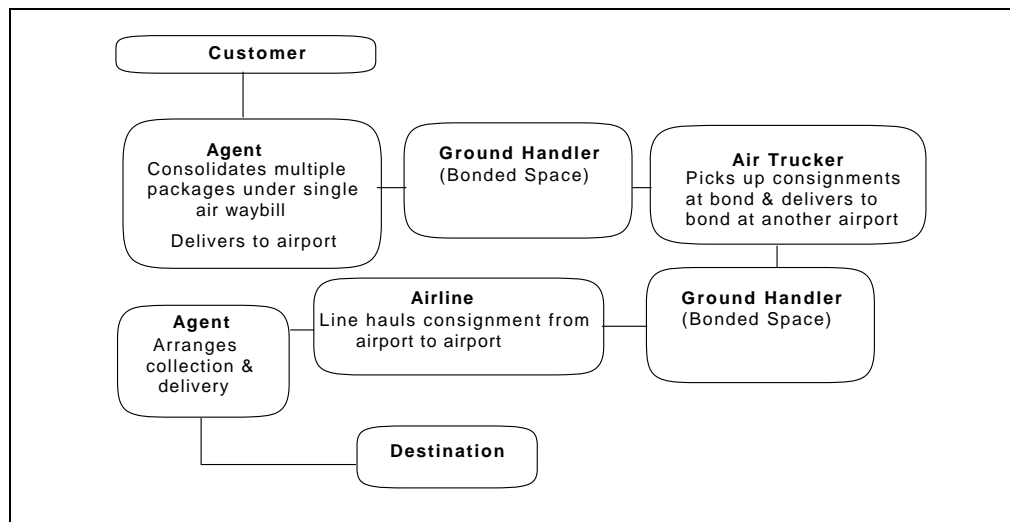 Customer
Agent
Consolidates multiple
packages under single
air waybill
Delivers to airport
Ground Handler
(Bonded Space)
Air Trucker
Picks up consignments
at bond & delivers to
bond at another airport
Ground Handler
(Bonded Space)
Airline
Line hauls consignment from
airport to airport
Agent
Arranges
collection &
delivery
Destination